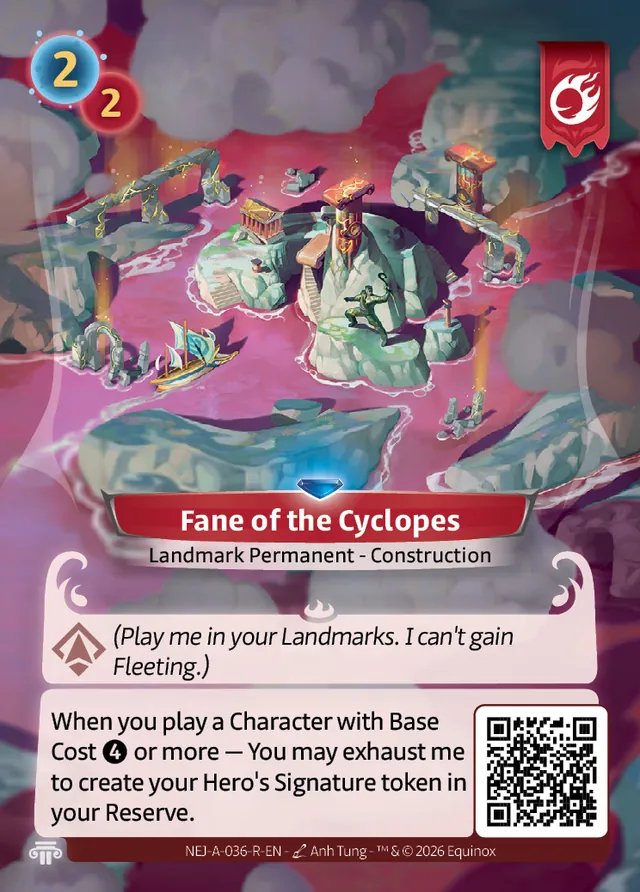 2
2
Fane of the Cyclopes
Landmark Permanent - Construction
(Play me in your Landmarks. I can't gain
Fleeting.)
When you play a Character with Base
Cost 4 or more — You may exhaust me
to create your Hero's Signature token in
your Reserve.
NEJ-A-036-R-EN - Anh Tung - ™ & © 2026 Equinox